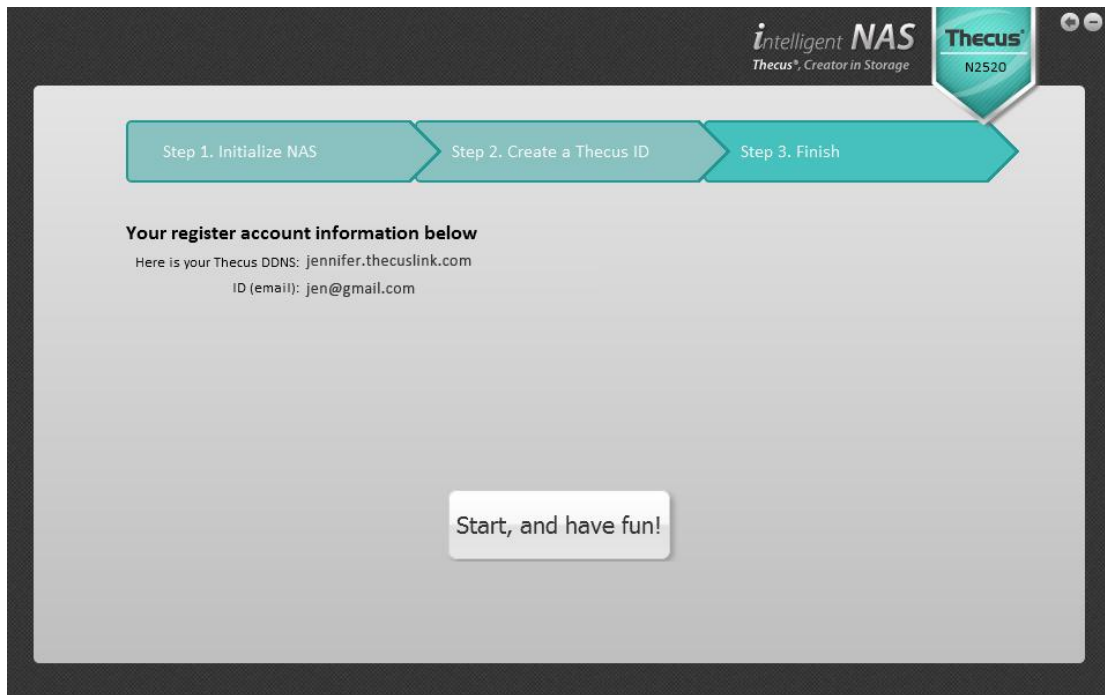 intelligent NAS
Thecus®, Creator in Storage
Thecus®
N2520
Step 1. Initialize NAS
Step 2. Create a Thecus ID
Step 3. Finish
Your register account information below
Here is your Thecus DDNS: jennifer.thecuslink.com
ID (email): jen@gmail.com
Start, and have fun!